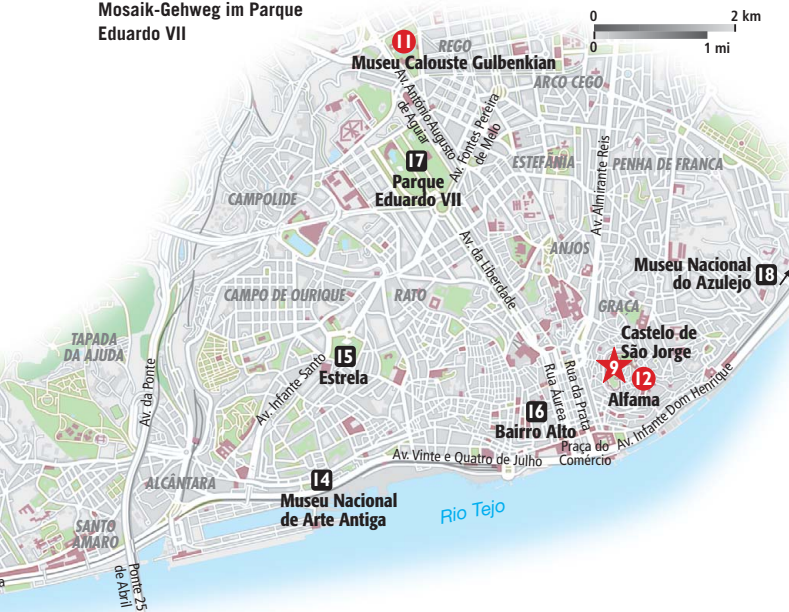 Mosaik-Gehweg im Parque
Eduardo VII
0
2 km
0
1 mi
11
REGO
Museu Calouste Gulbenkian
ARCO CEGO
Av. António Augusto
de Aguiar
Av. Fontes Pereira
de Melo
17
Parque
Eduardo VII
ESTEFÂNIA
PENHA DE FRANCA
Av. Almirante Reis
CAMPOLIDE
Av. da Liberdade
ANJOS
Museu Nacional
do Azulejo
18
CAMPO DE OURIQUE
RATO
GRACA
TAPADA
DA AJUDA
Castelo de
São Jorge
9
12
Alfama
15
Estrela
Av. Infante Santo
Av. da Ponte
Rua Áurea
Rua da Prata
16
Bairro Alto
Av. Infante Dom Henrique
Praça do
Comércio
Av. Vinte e Quatro de Julho
ALCÂNTARA
14
Museu Nacional
de Arte Antiga
Rio Tejo
SANTO
AMARO
Ponte 25
de Abril
a